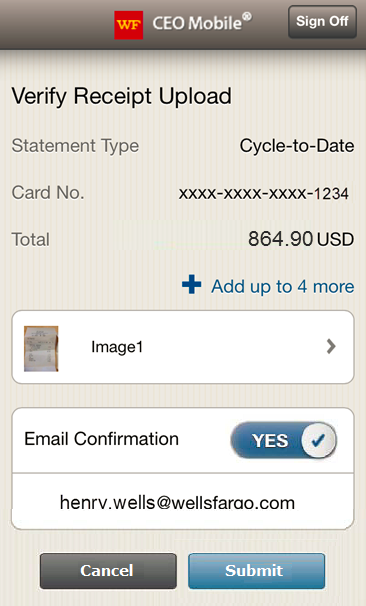 WF CEO Mobile® Sign Off
Verify Receipt Upload
Statement Type Cycle-to-Date
Card No. xxxx-xxxx-xxxx-1234
Total 864.90 USD
+ Add up to 4 more
Image1
Email Confirmation YES
henry.wells@wellsfargo.com
Cancel Submit